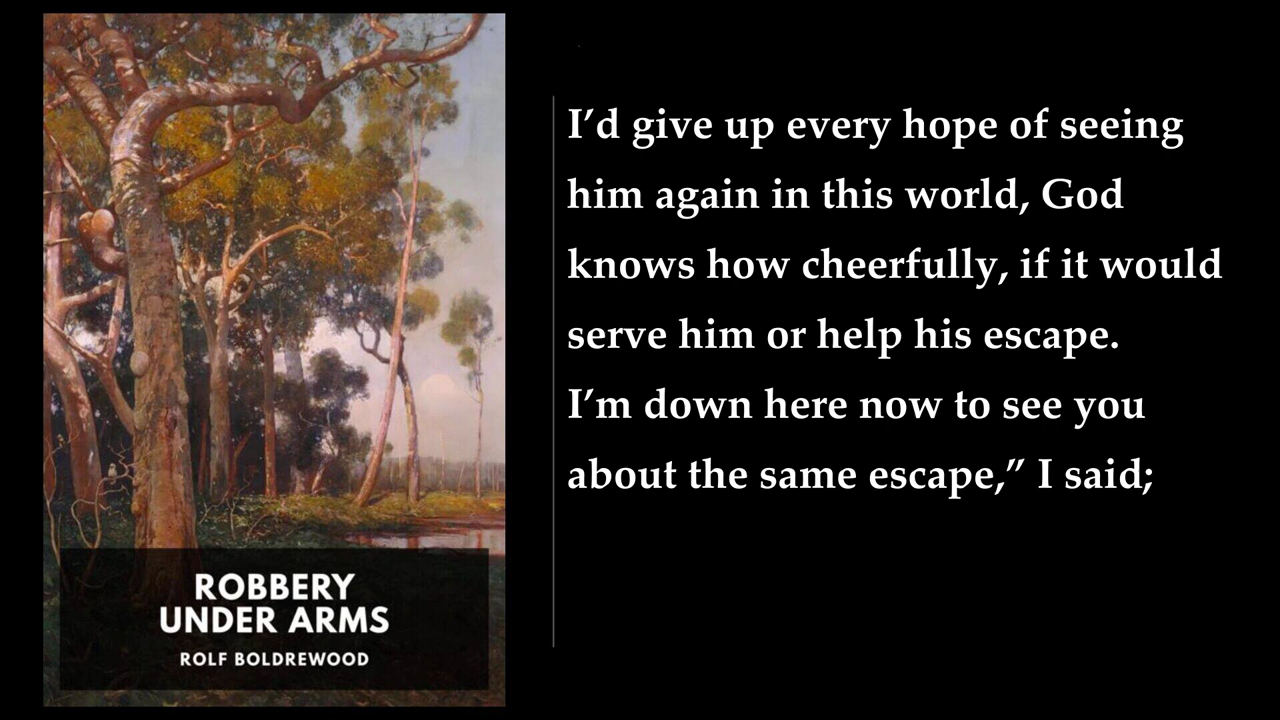 ROBBERY
UNDER ARMS
ROLF BOLDREWOOD
I’d give up every hope of seeing
him again in this world, God
knows how cheerfully, if it would
serve him or help his escape.
I’m down here now to see you
about the same escape,” I said;